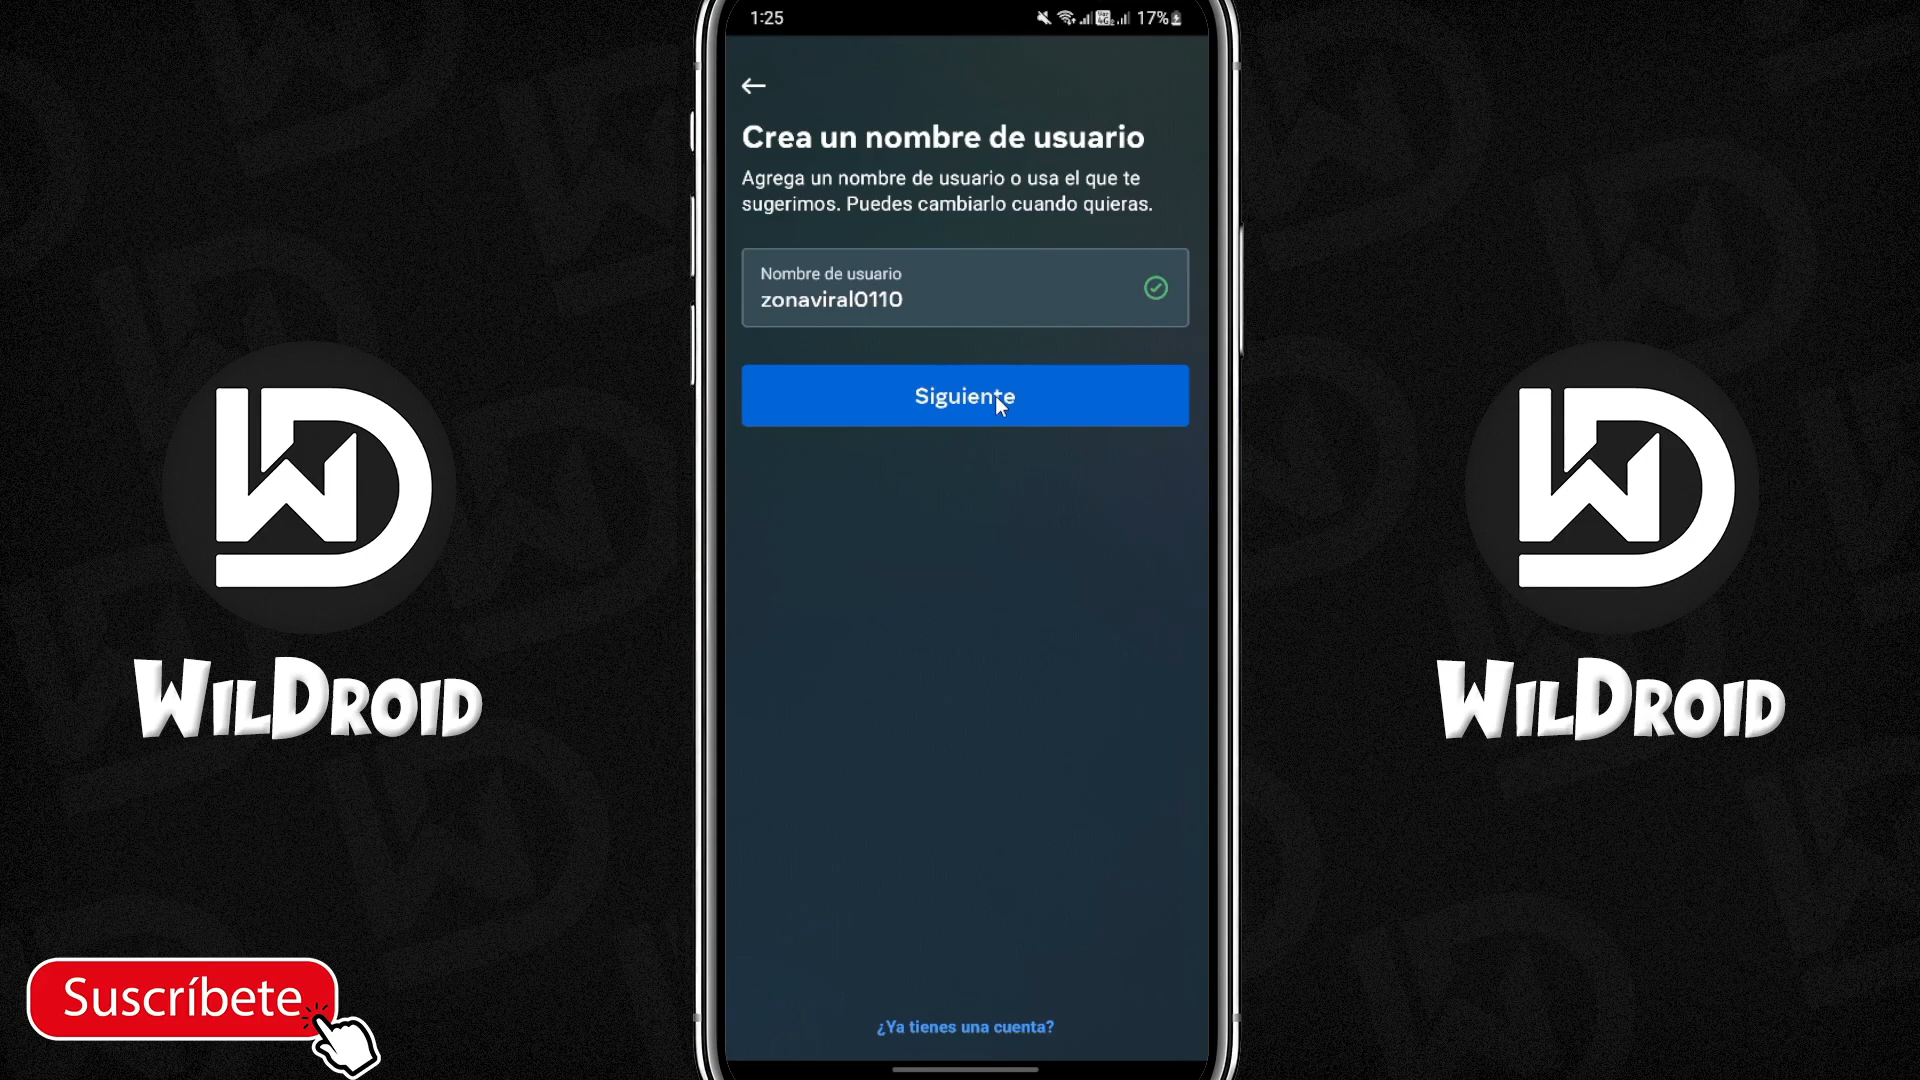 1:25
17%
Crea un nombre de usuario
Agrega un nombre de usuario o usa el que te
sugerimos. Puedes cambiarlo cuando quieras.
Nombre de usuario
zonaviral0110
Siguiente
¿Ya tienes una cuenta?
WILDROID
WILDROID
Suscríbete